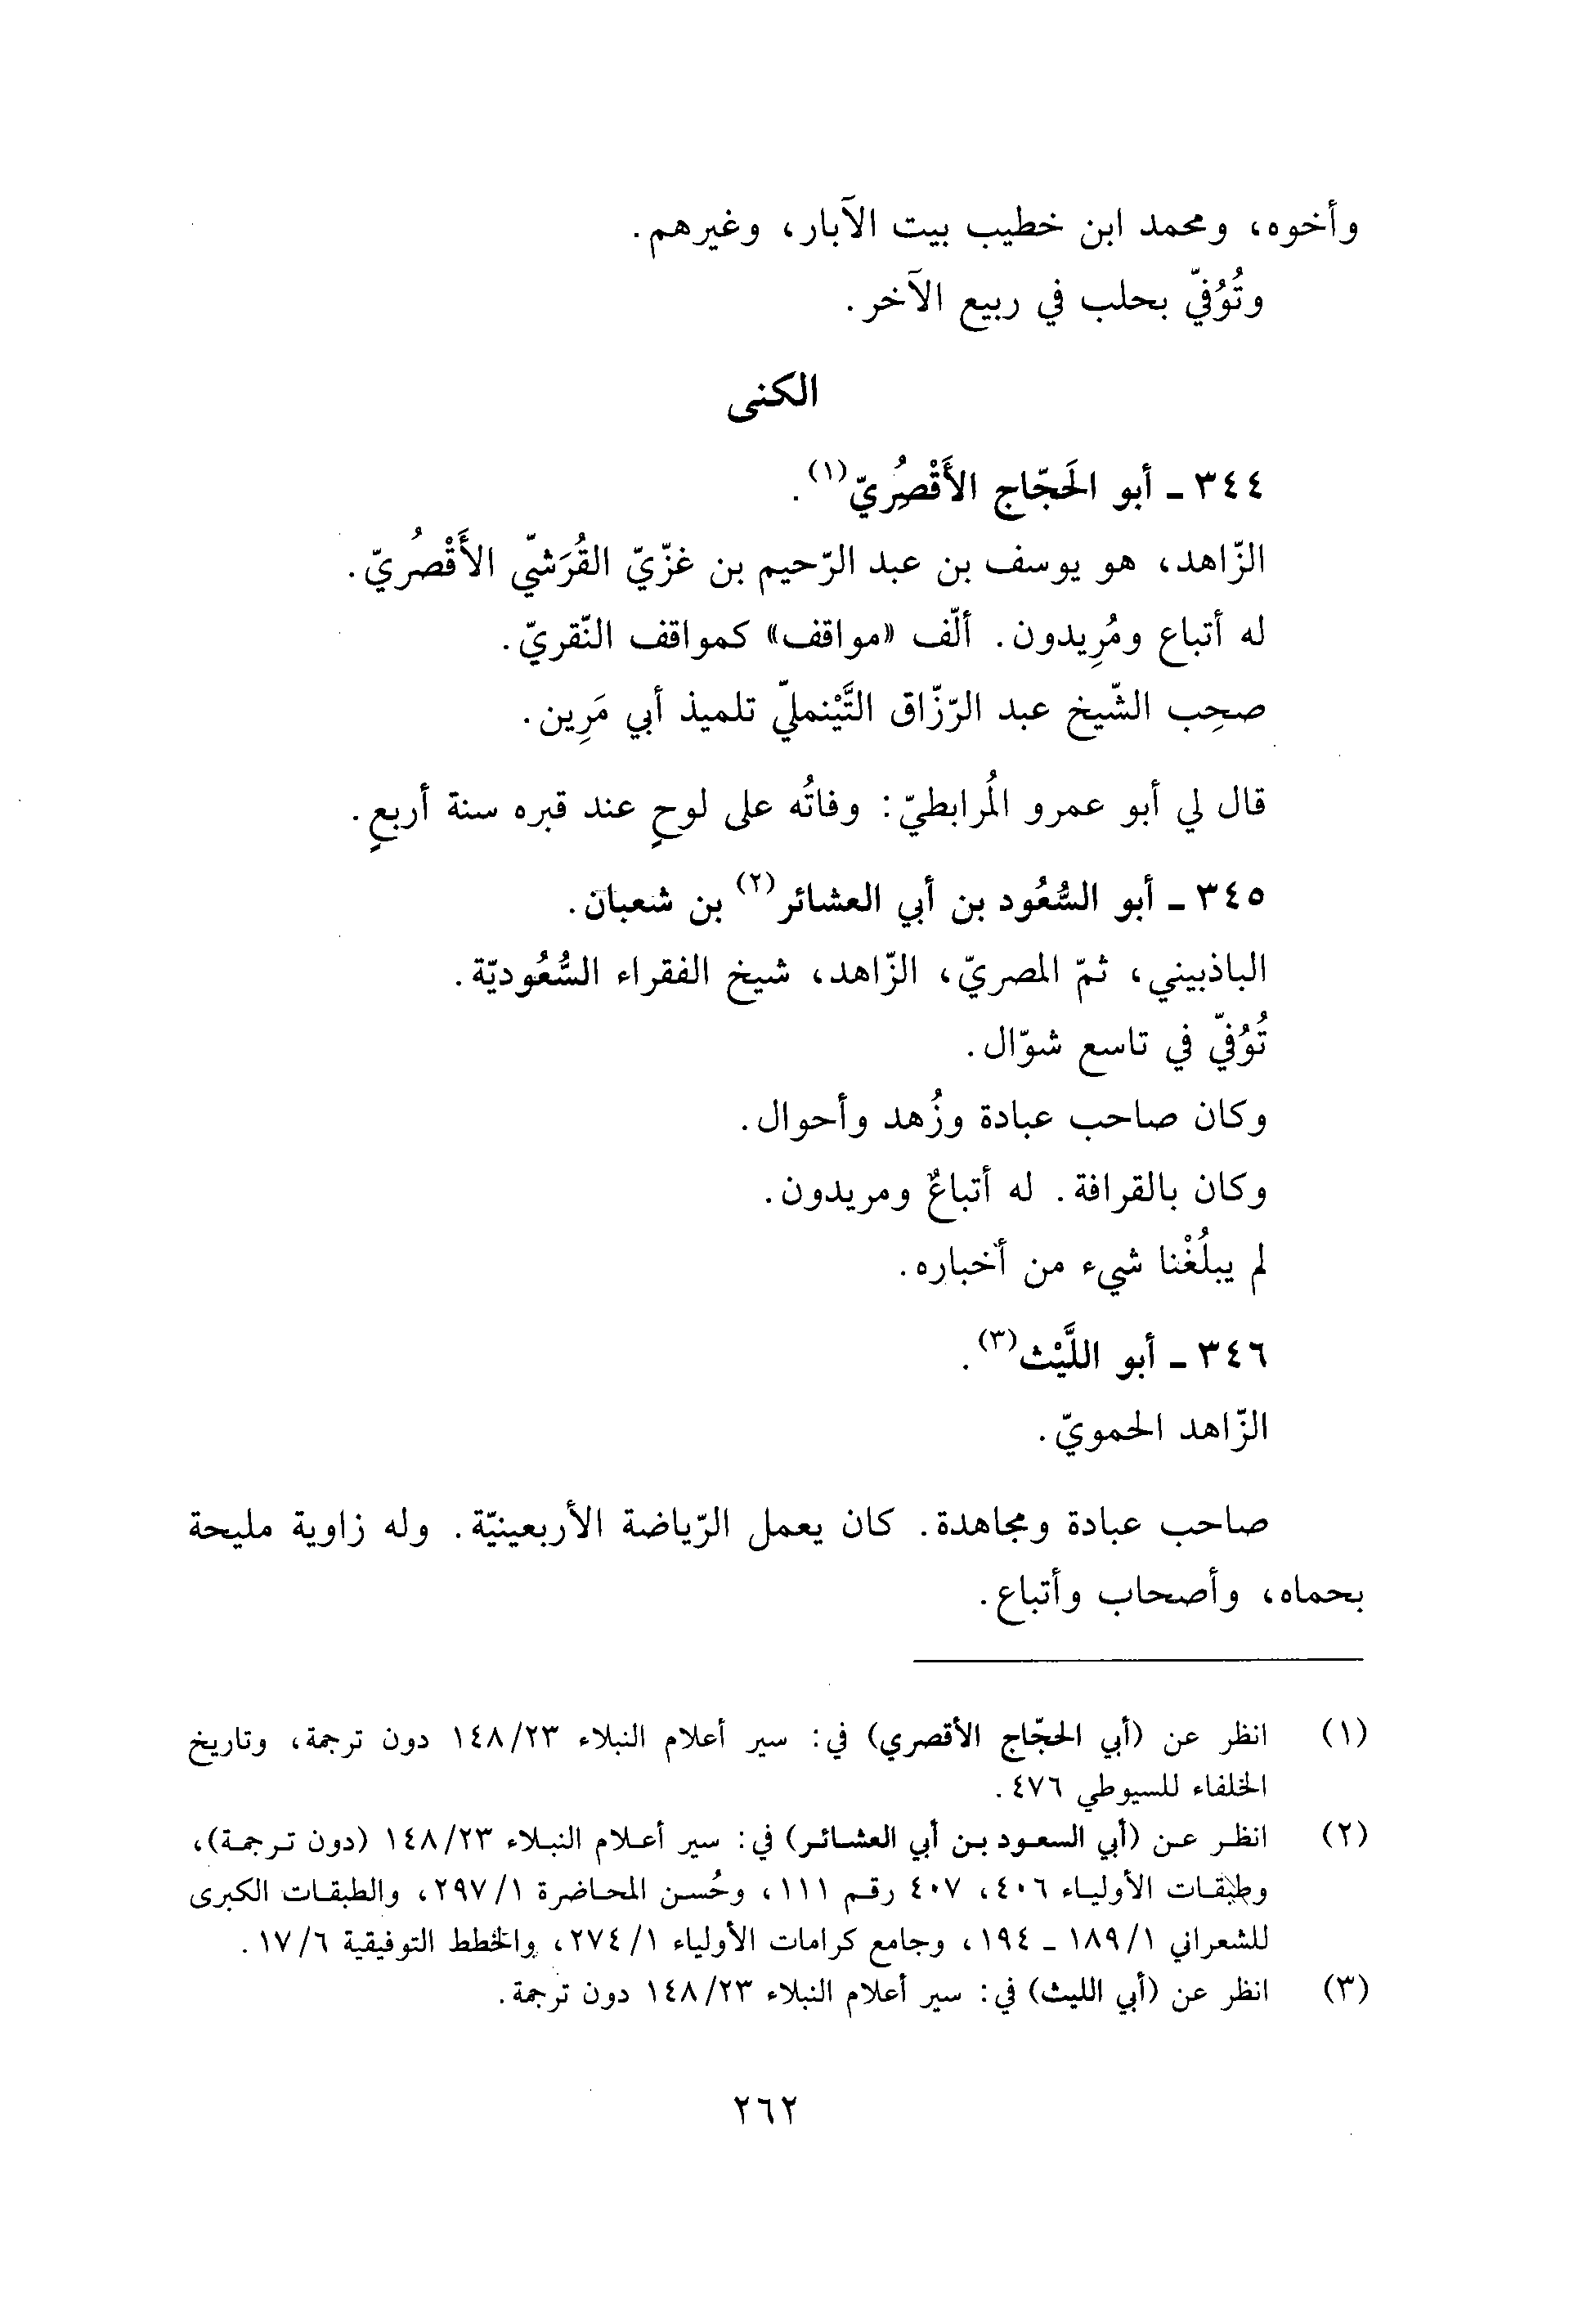 وأخوه، ومحمد ابن خطيب بيت الآبار، وغيرهم.
وتُوُفّي بحلب في ربيع الآخر.
الكنى
٣٤٤ ـ أبو الحَجّاج الأَقْصُرِيّ(١).
الزّاهد، هو يوسف بن عبد الرّحيم بن غزّيّ القُرَشّي الأَقْصُريّ.
له أتباع ومُرِيدون. ألّف «مواقف» كمواقف النّقريّ.
صحِب الشّيخ عبد الرّزّاق التَّيْنمليّ تلميذ أبي مَرِين.
قال لي أبو عمرو المُرابطيّ: وفاتُه على لوحٍ عند قبره سنة أربعٍ.
٣٤٥ ـ أبو السُّعُود بن أبي العشائر(٢) بن شعبان.
الباذبيني، ثمّ المصريّ، الزّاهد، شيخ الفقراء السُّعُوديّة.
تُوُفّي في تاسع شوّال.
وكان صاحب عبادة وزُهد وأحوال.
وكان بالقرافة. له أتباعٌ ومريدون.
لم يبلُغْنا شيء من أخباره.
٣٤٦ ـ أبو اللَّيْث(٣).
الزّاهد الحمويّ.
صاحب عبادة ومجاهدة. كان يعمل الرّياضة الأربعينيّة. وله زاوية مليحة
بحماه، وأصحاب وأتباع.
(١) انظر عن (أبي الحجّاج الأقصري) في: سير أعلام النبلاء ١٤٨/٢٣ دون ترجمة، وتاريخ
الخلفاء للسيوطي ٤٧٦.
(٢) انظر عن (أبي السعود بن أبي العشائر) في: سير أعلام النبلاء ١٤٨/٢٣ (دون ترجمة)،
وطبقات الأولياء ٤٠٦، ٤٠٧ رقم ١١١، وحُسن المحاضرة ٢٩٧/١، والطبقات الكبرى
للشعراني ١٨٩/١ ـ ١٩٤، وجامع كرامات الأولياء ٢٧٤/١، والخطط التوفيقية ١٧/٦.
(٣) انظر عن (أبي الليث) في: سير أعلام النبلاء ١٤٨/٢٣ دون ترجمة.
٢٦٢